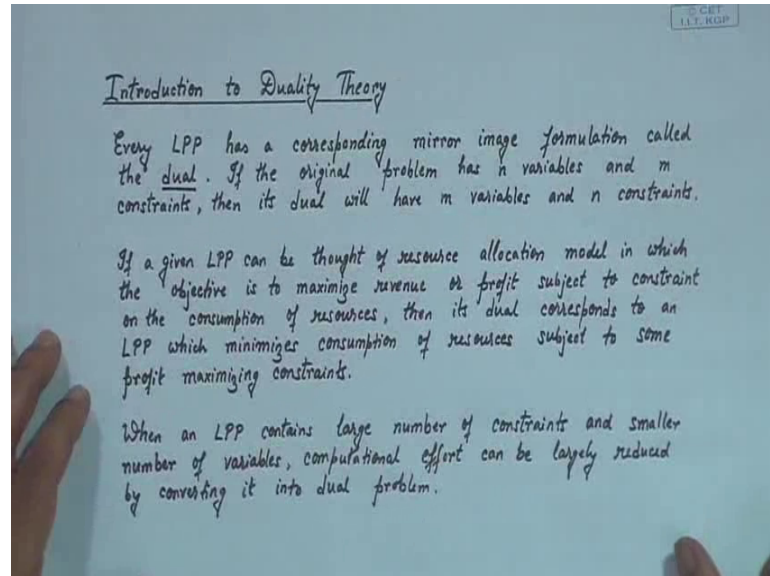 © CET
I.I.T. KGP
Introduction to Duality Theory
Every LPP has a corresponding mirror image formulation called
the dual. If the original problem has n variables and m
constraints, then its dual will have m variables and n constraints.
If a given LPP can be thought of resource allocation model in which
the objective is to maximize revenue or profit subject to constraint
on the consumption of resources, then its dual corresponds to an
LPP which minimizes consumption of resources subject to some
profit maximizing constraints.
When an LPP contains large number of constraints and smaller
number of variables, computational effort can be largely reduced
by converting it into dual problem.